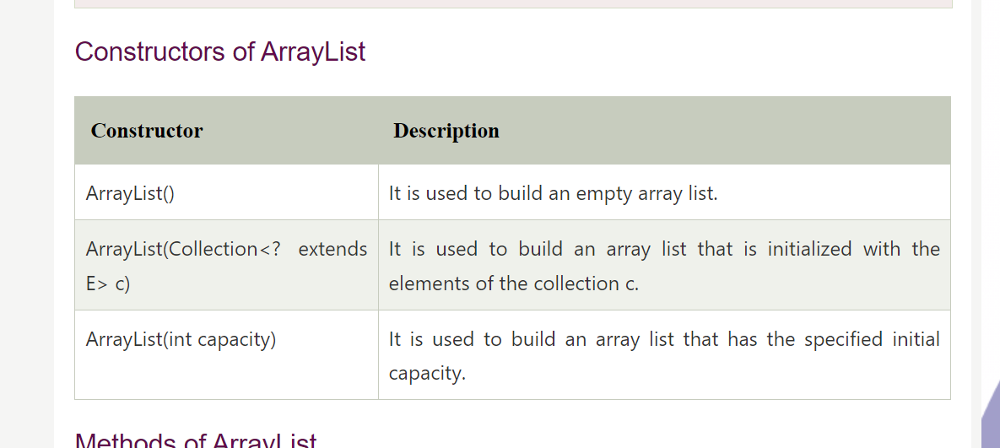 Constructors of ArrayList
Constructor Description
ArrayList() It is used to build an empty array list.
ArrayList(Collection<? extends E> c) It is used to build an array list that is initialized with the
elements of the collection c.
ArrayList(int capacity) It is used to build an array list that has the specified initial
capacity.
Methods of ArrayList